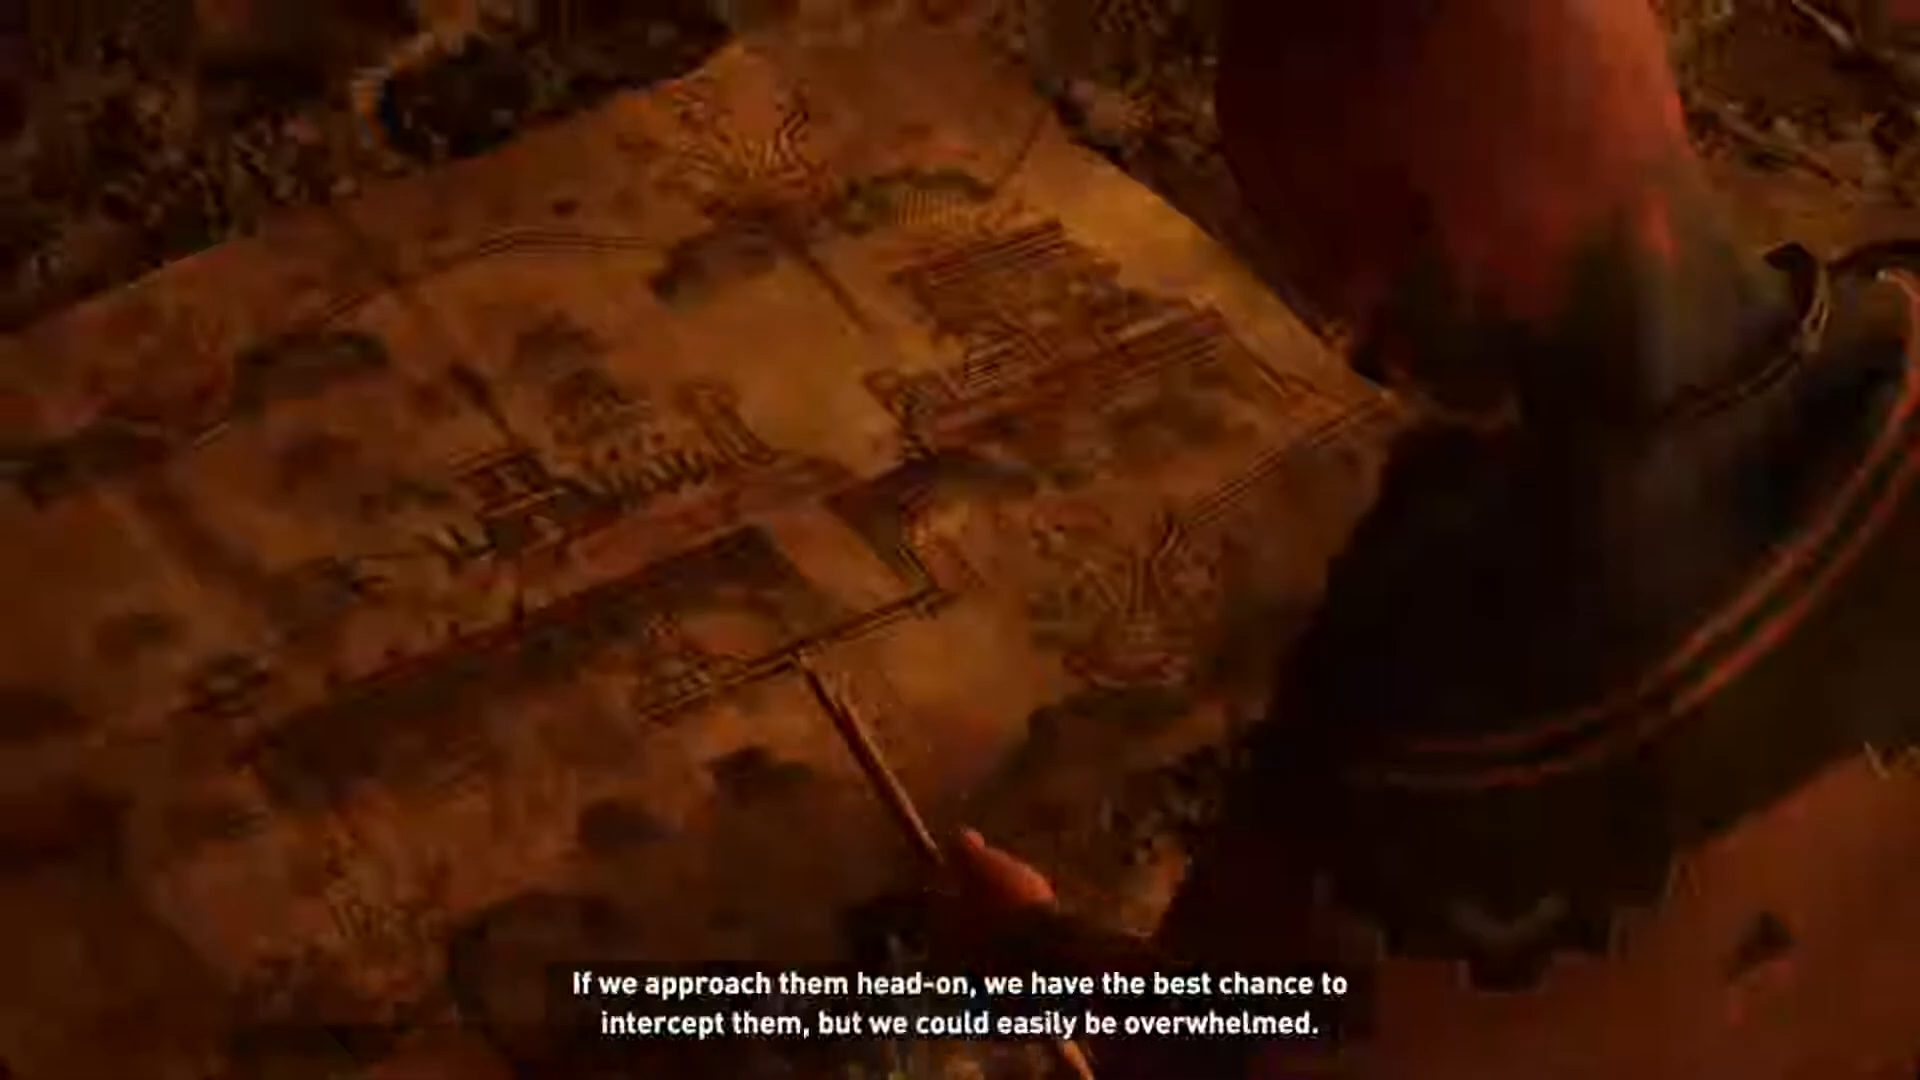 If we approach them head-on, we have the best chance to
intercept them, but we could easily be overwhelmed.